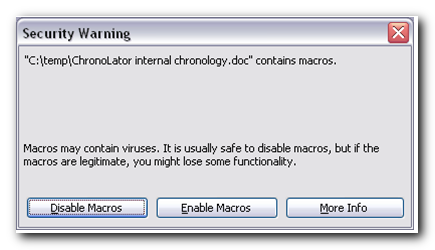 Security Warning
"C:\temp\ChronoLator internal chronology.doc" contains macros.
Macros may contain viruses. It is usually safe to disable macros, but if the
macros are legitimate, you might lose some functionality.
Disable Macros Enable Macros More Info